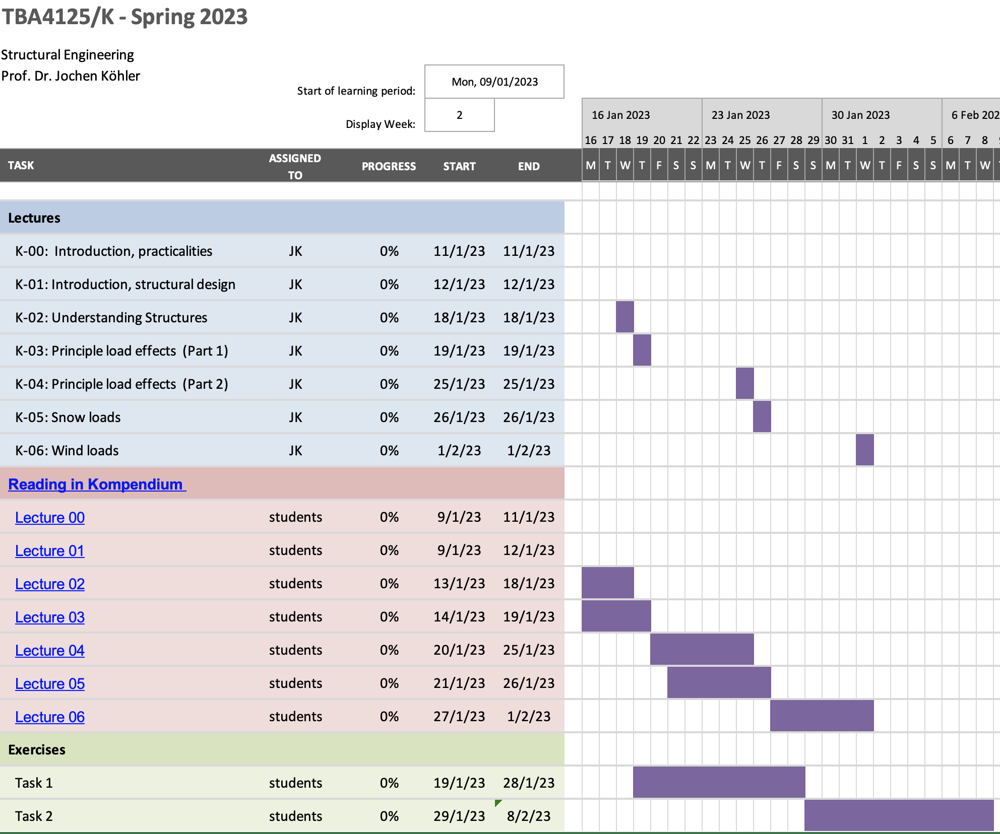 TBA4125/K - Spring 2023
Structural Engineering
Prof. Dr. Jochen Köhler
Start of learning period: Mon, 09/01/2023
Display Week: 2
16 Jan 2023 23 Jan 2023 30 Jan 2023 6 Feb 202
16 17 18 19 20 21 22 23 24 25 26 27 28 29 30 31 1 2 3 4 5 6 7 8
TASK ASSIGNED TO PROGRESS START END M T W T F S S M T W T F S S M T W T F S S M T W
Lectures
K-00:  Introduction, practicalities JK 0% 11/1/23 11/1/23
K-01: Introduction, structural design JK 0% 12/1/23 12/1/23
K-02: Understanding Structures JK 0% 18/1/23 18/1/23
K-03: Principle load effects  (Part 1) JK 0% 19/1/23 19/1/23
K-04: Principle load effects  (Part 2) JK 0% 25/1/23 25/1/23
K-05: Snow loads JK 0% 26/1/23 26/1/23
K-06: Wind loads JK 0% 1/2/23 1/2/23
Reading in Kompendium
Lecture 00 students 0% 9/1/23 11/1/23
Lecture 01 students 0% 9/1/23 12/1/23
Lecture 02 students 0% 13/1/23 18/1/23
Lecture 03 students 0% 14/1/23 19/1/23
Lecture 04 students 0% 20/1/23 25/1/23
Lecture 05 students 0% 21/1/23 26/1/23
Lecture 06 students 0% 27/1/23 1/2/23
Exercises
Task 1 students 0% 19/1/23 28/1/23
Task 2 students 0% 29/1/23 8/2/23